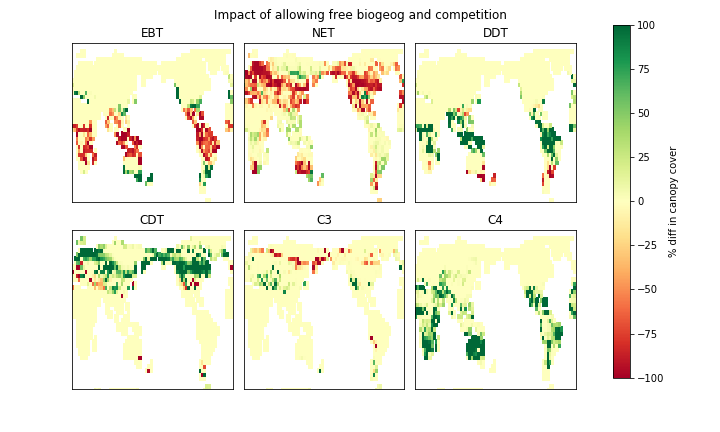 Impact of allowing free biogeog and competition
EBT
NET
DDT
CDT
C3
C4
100
75
50
25
0
−25
−50
−75
−100
% diff in canopy cover